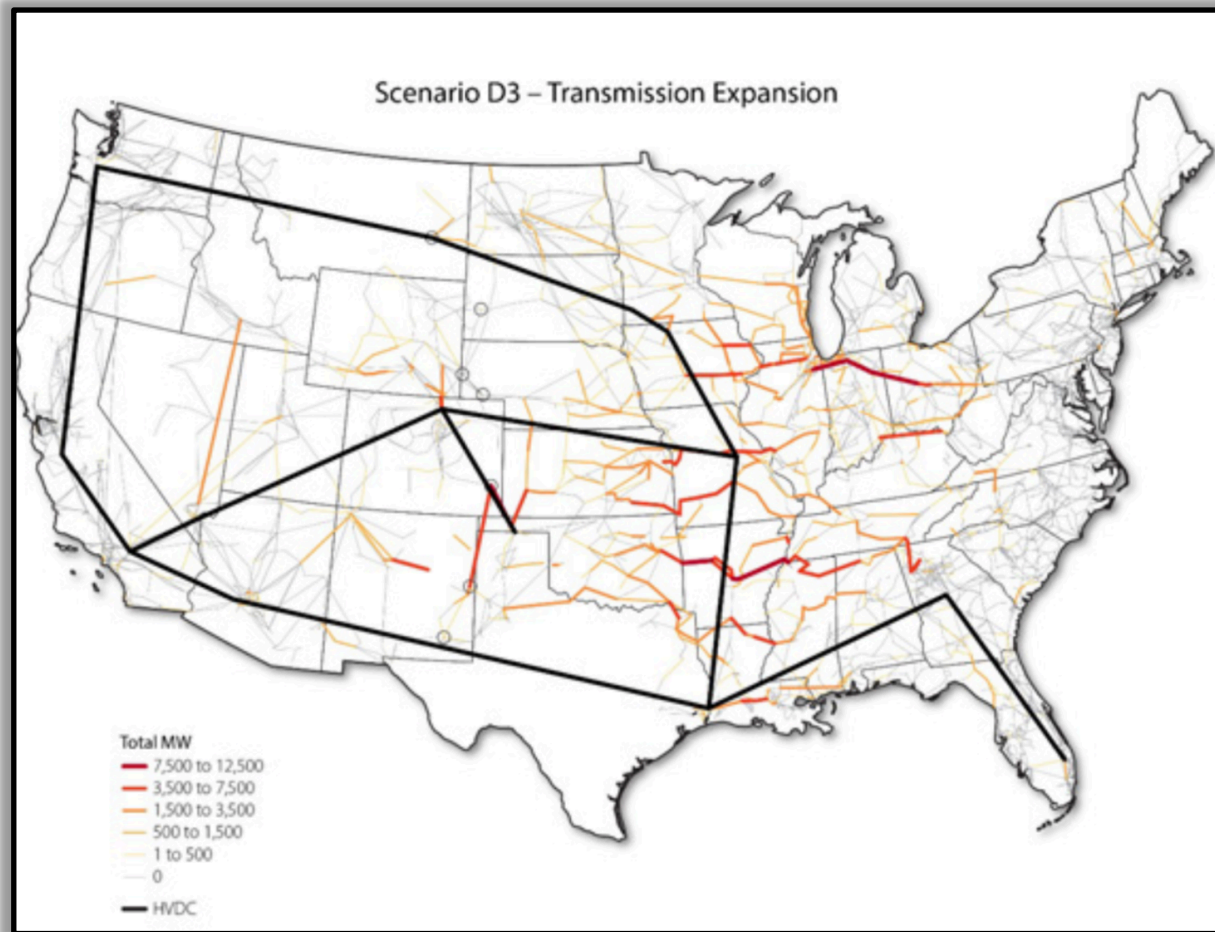 Scenario D3 – Transmission Expansion
Total MW
7,500 to 12,500
3,500 to 7,500
1,500 to 3,500
500 to 1,500
1 to 500
0
HVDC